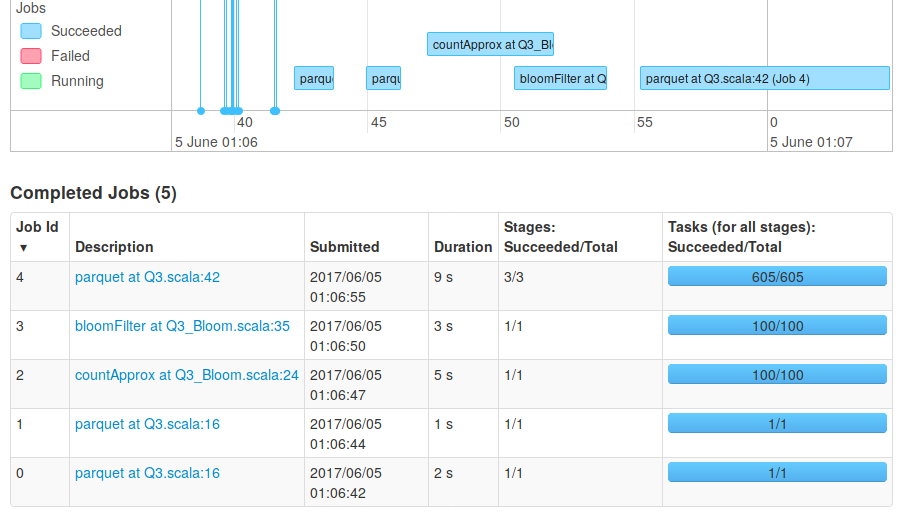 Jobs
Succeeded
Failed
Running
countApprox at Q3_Bl
parqu
parqu
bloomFilter at Q
parquet at Q3.scala:42 (Job 4)
40
45
50
55
0
5 June 01:06
5 June 01:07
Completed Jobs (5)
Job Id ▼
Description
Submitted
Duration
Stages: Succeeded/Total
Tasks (for all stages): Succeeded/Total
4
parquet at Q3.scala:42
2017/06/05
01:06:55
9 s
3/3
605/605
3
bloomFilter at Q3_Bloom.scala:35
2017/06/05
01:06:50
3 s
1/1
100/100
2
countApprox at Q3_Bloom.scala:24
2017/06/05
01:06:47
5 s
1/1
100/100
1
parquet at Q3.scala:16
2017/06/05
01:06:44
1 s
1/1
1/1
0
parquet at Q3.scala:16
2017/06/05
01:06:42
2 s
1/1
1/1